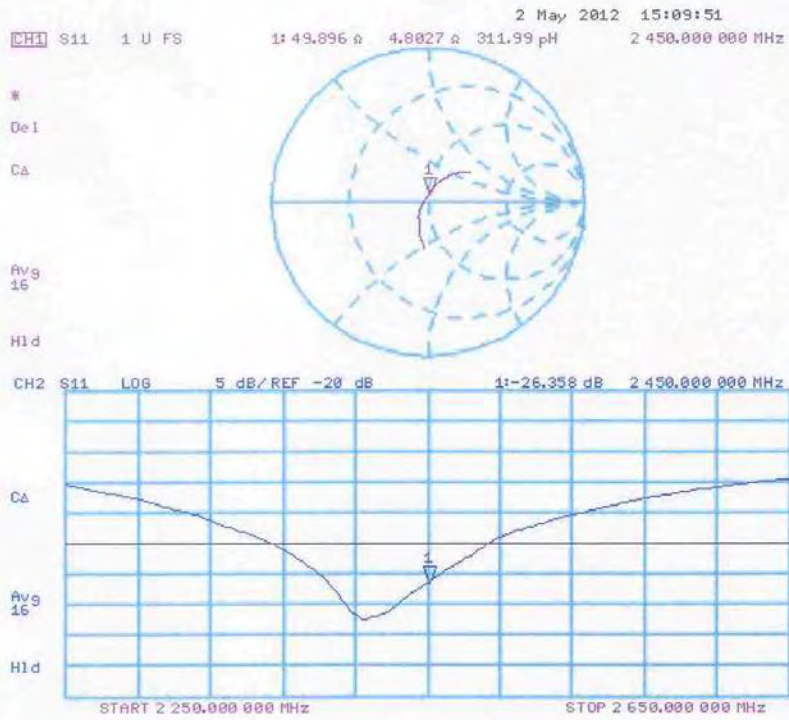 2 May 2012 15:09:51
CH1 S11 1 U FS 1: 49.896 Ω 4.8027 Ω 311.99 pH 2 450.000 000 MHz
*
Del
CΔ
1
Avg
16
Hld
CH2 S11 LOG 5 dB/REF -20 dB 1:-26.358 dB 2 450.000 000 MHz
CΔ
1
Avg
16
Hld
START 2 250.000 000 MHz STOP 2 650.000 000 MHz